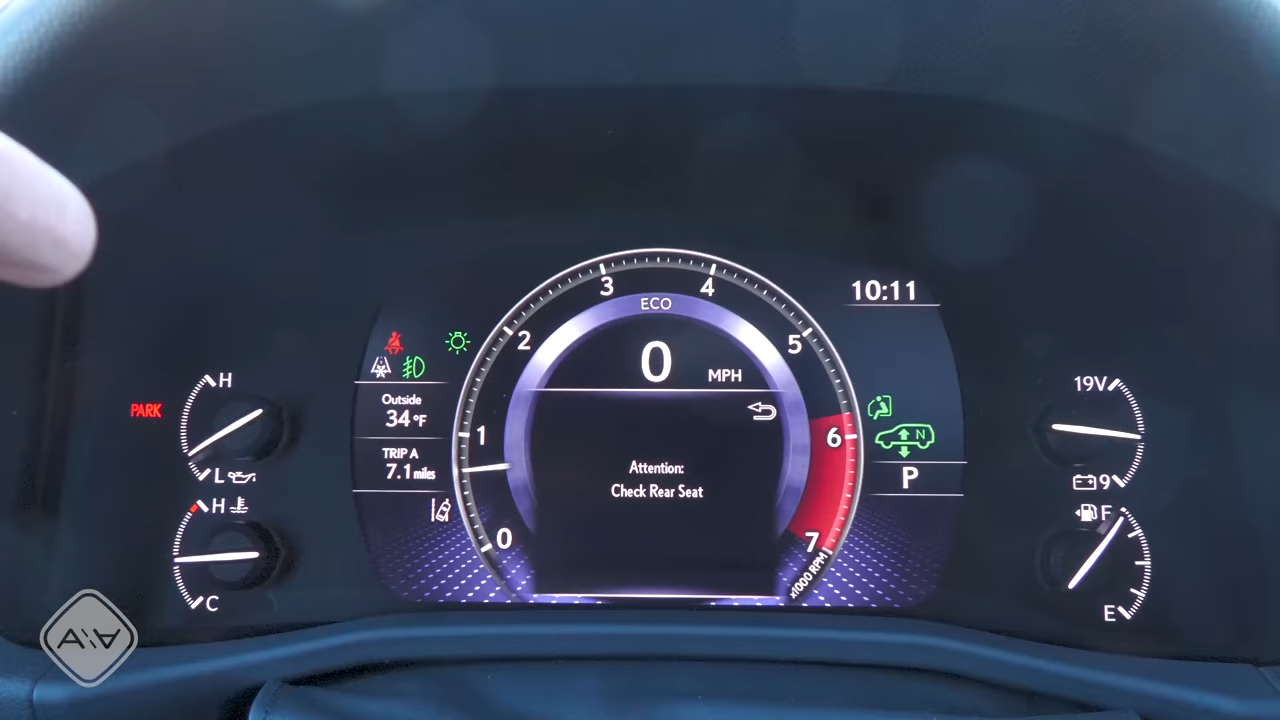 PARK
H
L
H
C
Outside
34°F
TRIP A
7.1 miles
0
1
2
3
4
5
6
7
x1000 RPM
ECO
0 MPH
Attention:
Check Rear Seat
10:11
N
P
19V
9
F
E
A\:\A